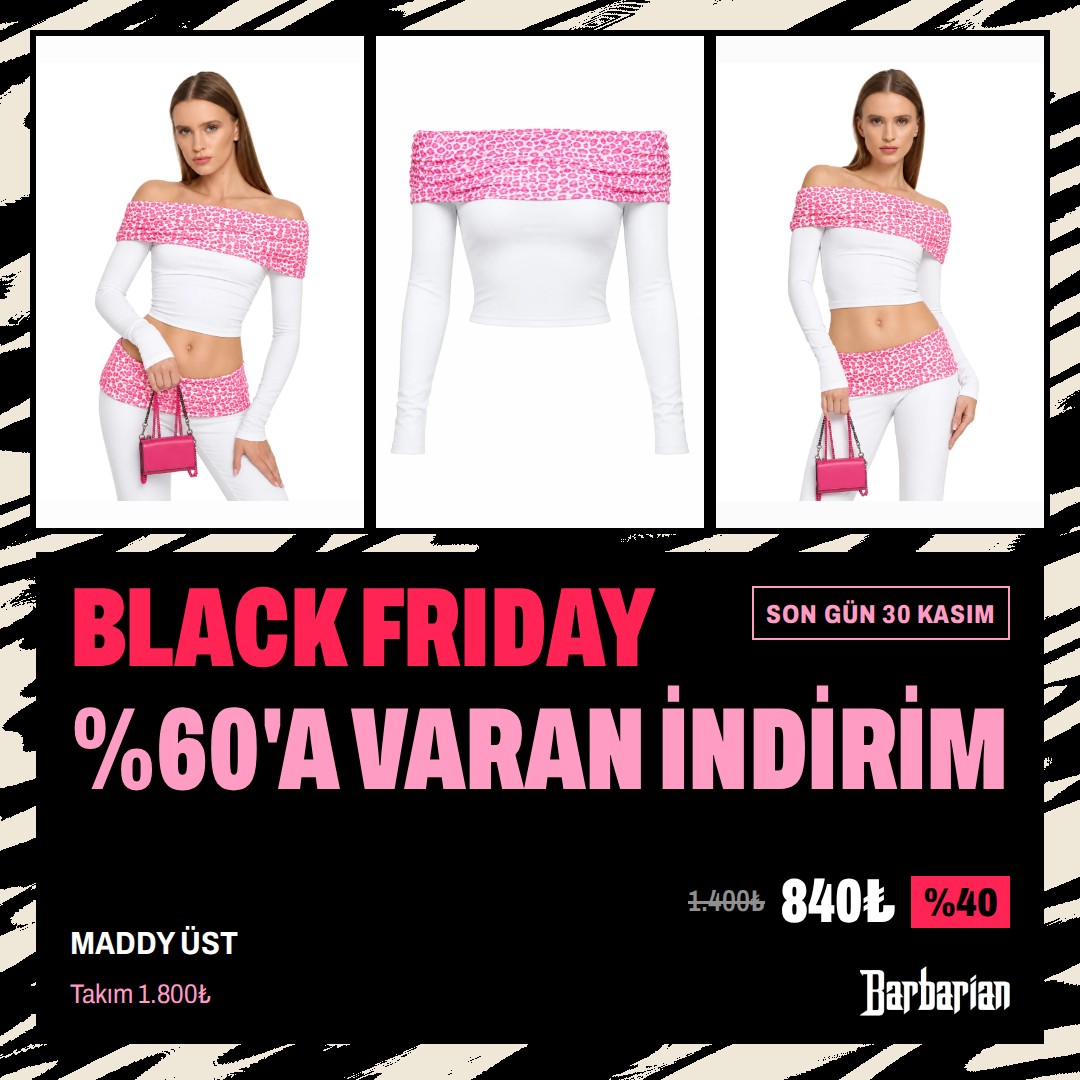 BLACK FRIDAY
SON GÜN 30 KASIM
%60'A VARAN İNDİRİM
1.400₺ 840₺ %40
MADDY ÜST
Takım 1.800₺
Barbarian